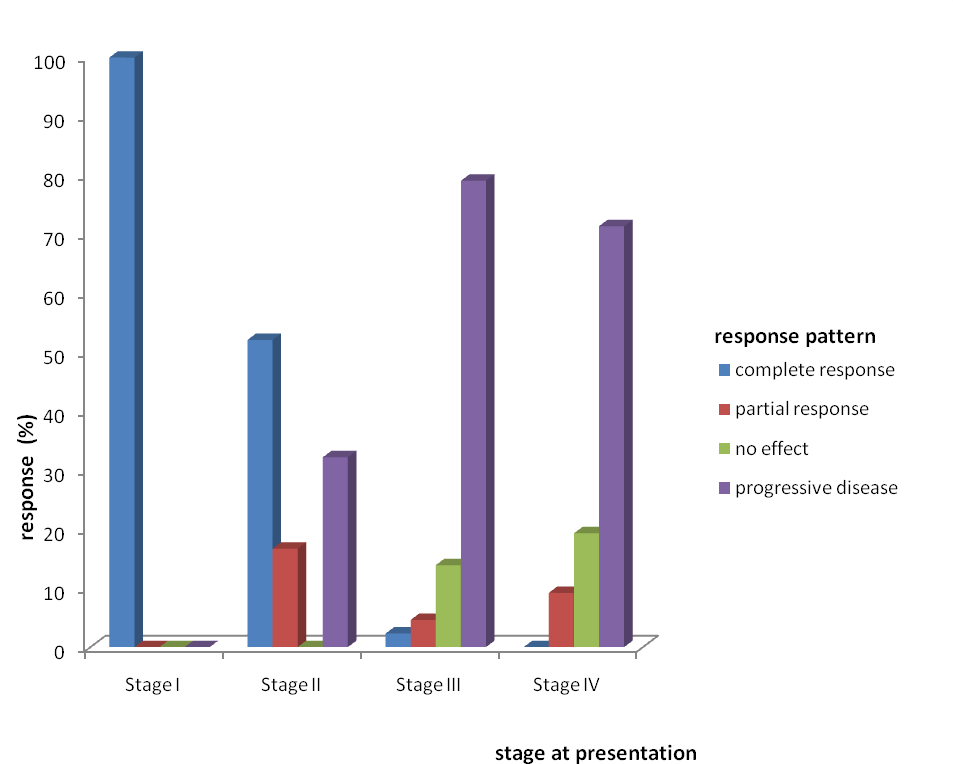 100
90
80
70
60
50
40
30
20
10
0
response (%)
Stage I
Stage II
Stage III
Stage IV
stage at presentation
response pattern
complete response
partial response
no effect
progressive disease